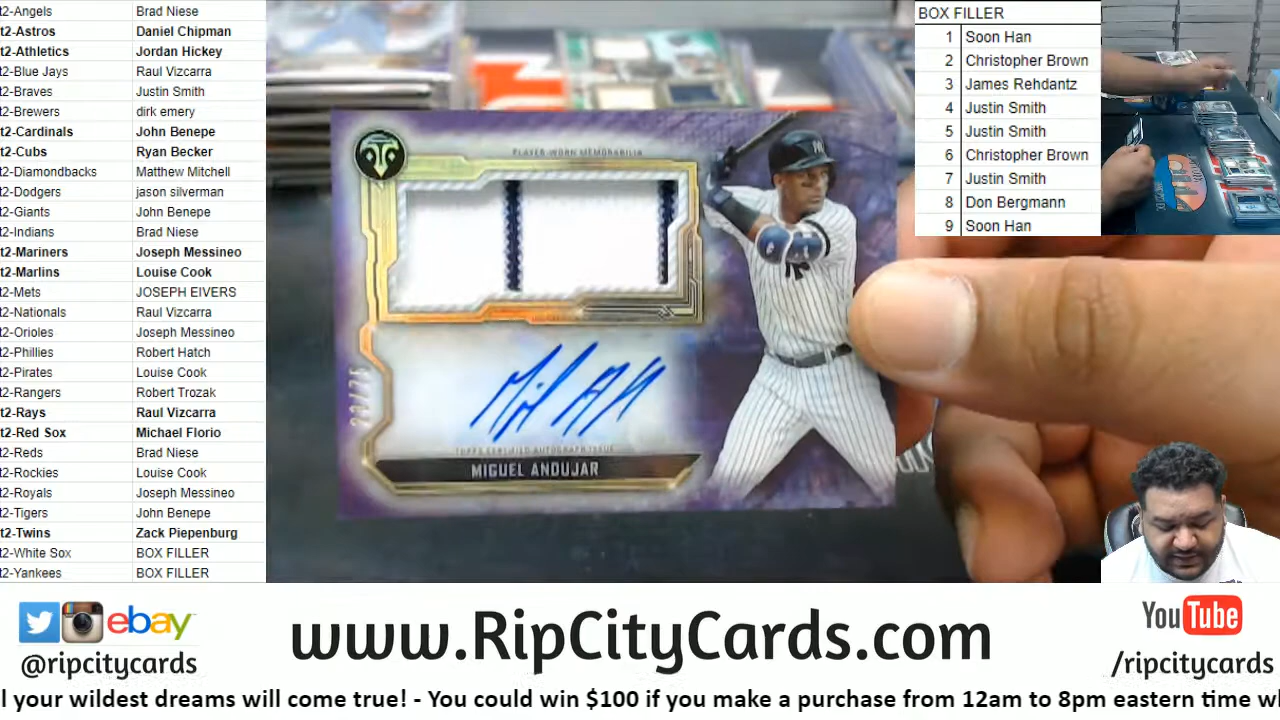 t2-Angels Brad Niese
t2-Astros Daniel Chipman
t2-Athletics Jordan Hickey
t2-Blue Jays Raul Vizcarra
t2-Braves Justin Smith
t2-Brewers dirk emery
t2-Cardinals John Benepe
t2-Cubs Ryan Becker
t2-Diamondbacks Matthew Mitchell
t2-Dodgers jason silverman
t2-Giants John Benepe
t2-Indians Brad Niese
t2-Mariners Joseph Messineo
t2-Marlins Louise Cook
t2-Mets JOSEPH EIVERS
t2-Nationals Raul Vizcarra
t2-Orioles Joseph Messineo
t2-Phillies Robert Hatch
t2-Pirates Louise Cook
t2-Rangers Robert Trozak
t2-Rays Raul Vizcarra
t2-Red Sox Michael Florio
t2-Reds Brad Niese
t2-Rockies Louise Cook
t2-Royals Joseph Messineo
t2-Tigers John Benepe
t2-Twins Zack Piepenburg
t2-White Sox BOX FILLER
t2-Yankees BOX FILLER
PLAYER-WORN MEMORABILIA
TOPPS CERTIFIED AUTOGRAPH ISSUE
MIGUEL ANDUJAR
BOX FILLER
1 Soon Han
2 Christopher Brown
3 James Rehdantz
4 Justin Smith
5 Justin Smith
6 Christopher Brown
7 Justin Smith
8 Don Bergmann
9 Soon Han
ebay
@ripcitycards
www.RipCityCards.com
YouTube
/ripcitycards
l your wildest dreams will come true! - You could win $100 if you make a purchase from 12am to 8pm eastern time wh